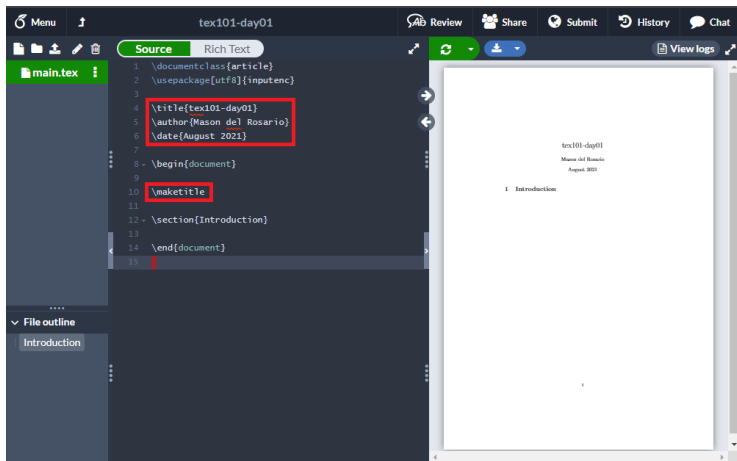 Menu
tex101-day01
Review
Share
Submit
History
Chat
Source
Rich Text
View logs
main.tex
1 \documentclass{article}
2 \usepackage[utf8]{inputenc}
3
4 \title{tex101-day01}
5 \author{Mason del Rosario}
6 \date{August 2021}
7
8 \begin{document}
9
10 \maketitle
11
12 \section{Introduction}
13
14 \end{document}
15
File outline
Introduction
tex101-day01
Mason del Rosario
August 2021
1 Introduction
1